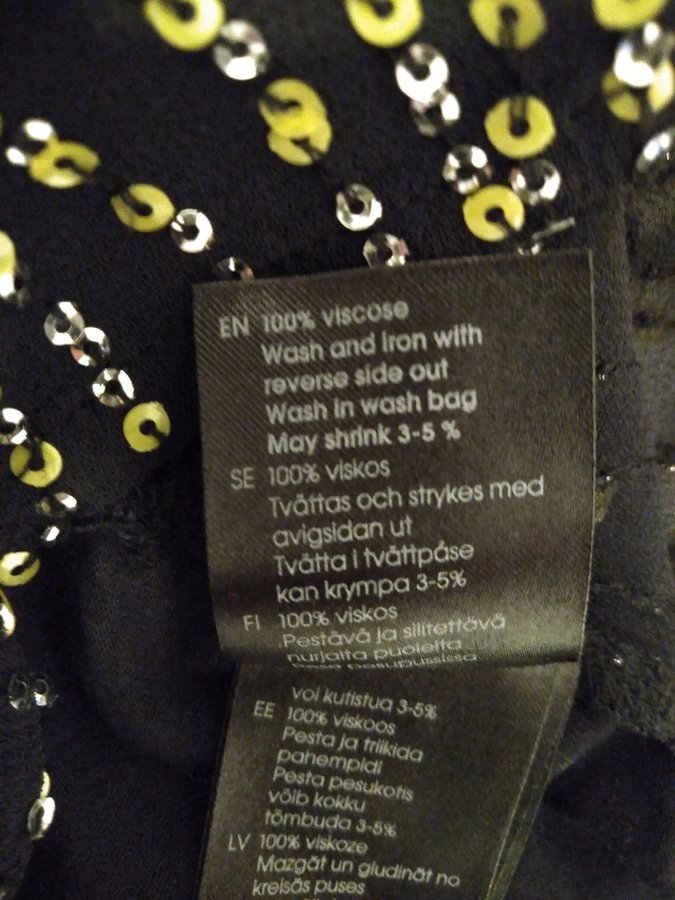 EN 100% viscose
Wash and iron with
reverse side out
Wash in wash bag
May shrink 3-5 %
SE 100% viskos
Tvättas och strykes med
avigsidan ut
Tvätta i tvättpåse
kan krympa 3-5%
FI 100% viskos
Pestävä ja silitettävä
nurjalta puolelta
pesupussissa
voi kutistua 3-5%
EE 100% viskoos
Pesta ja triikida
pahempidi
Pesta pesukotis
võib kokku
tõmbuda 3-5%
LV 100% viskoze
Mazgāt un gludināt no
kreisās puses